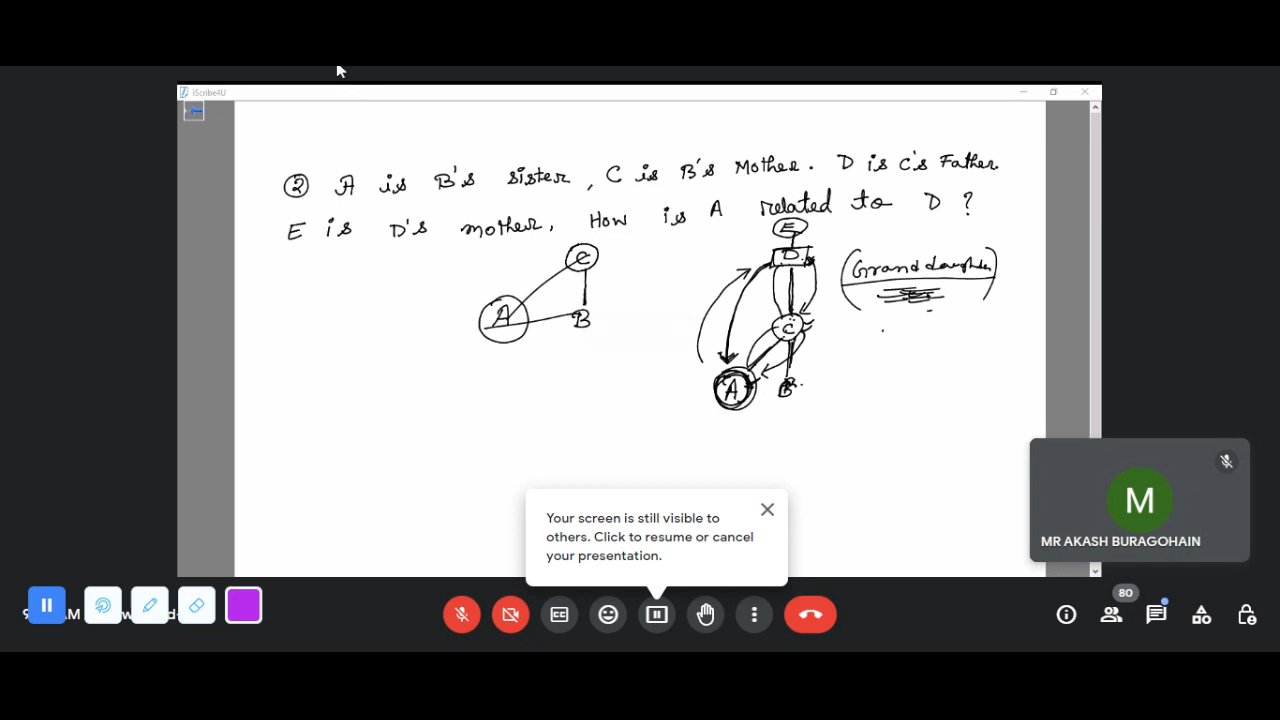 iScribe4U
② A is B's sister, C is B's Mother. D is C's Father
E is D's mother, How is A related to D ?
E
C
D
(Grand daughter)
A
B
C
A
B
Your screen is still visible to
others. Click to resume or cancel
your presentation.
M
MR AKASH BURAGOHAIN
80